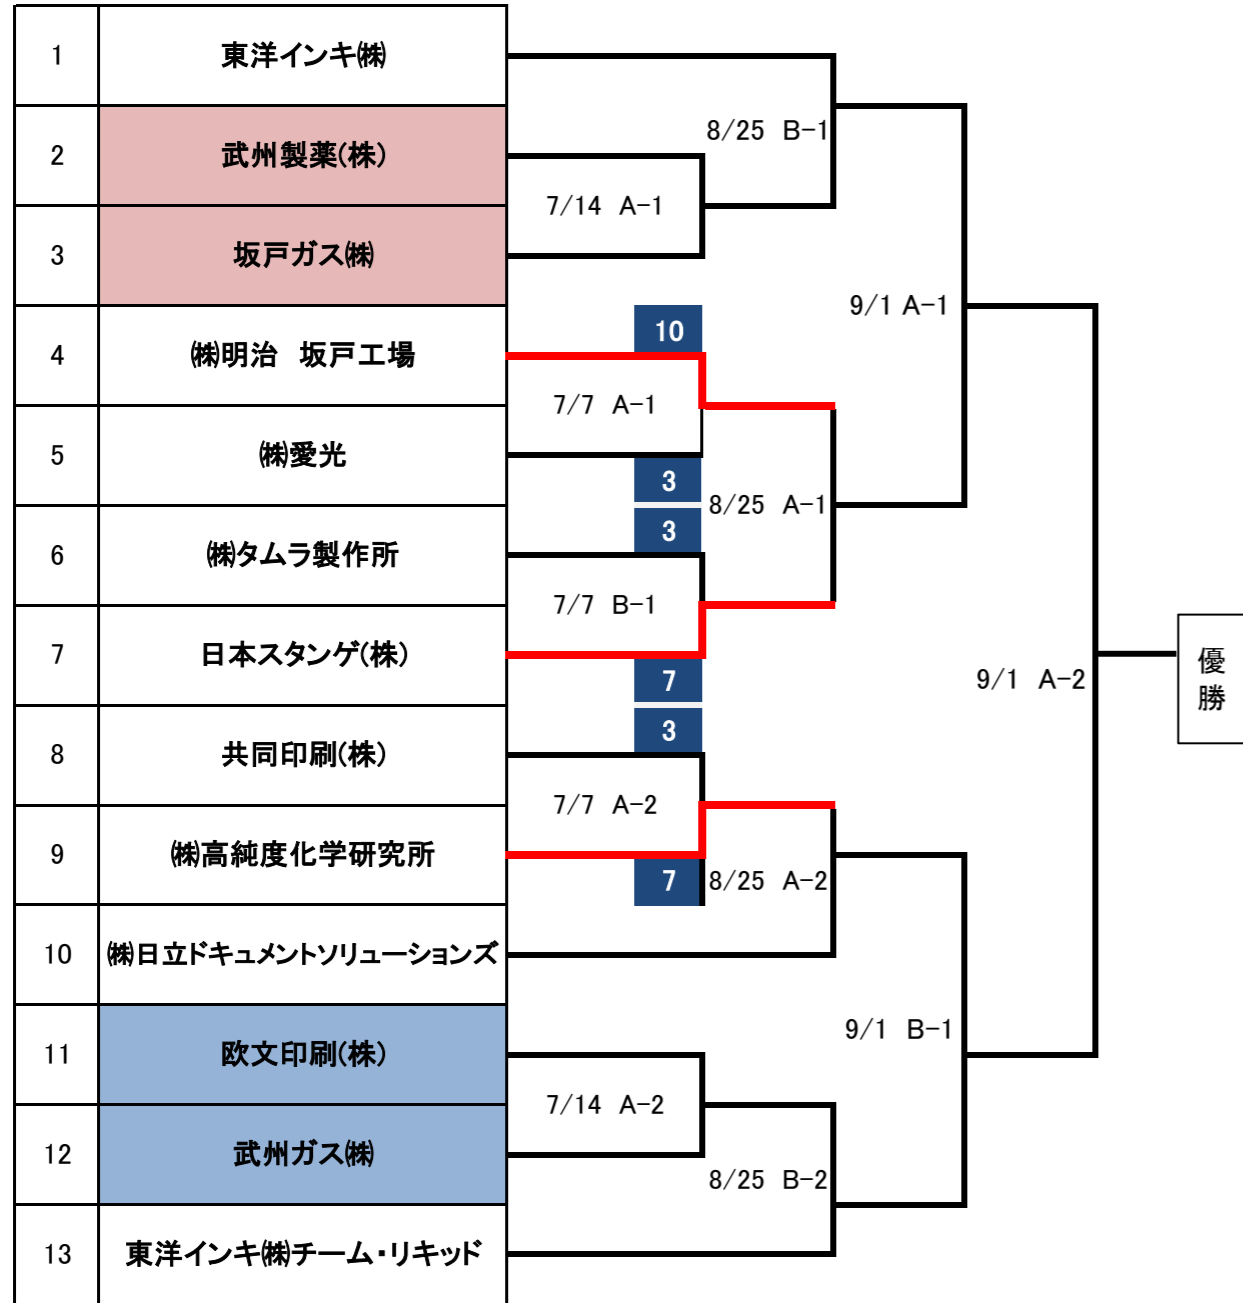 1 東洋インキ㈱
8/25 B-1
2 武州製薬(株)
7/14 A-1
3 坂戸ガス㈱
9/1 A-1
10
4 ㈱明治 坂戸工場
7/7 A-1
5 ㈱愛光
3
8/25 A-1
3
6 ㈱タムラ製作所
7/7 B-1
7 日本スタンゲ(株)
7
9/1 A-2
優勝
3
8 共同印刷(株)
7/7 A-2
9 ㈱高純度化学研究所
7
8/25 A-2
10 ㈱日立ドキュメントソリューションズ
9/1 B-1
11 欧文印刷(株)
7/14 A-2
12 武州ガス㈱
8/25 B-2
13 東洋インキ㈱チーム・リキッド